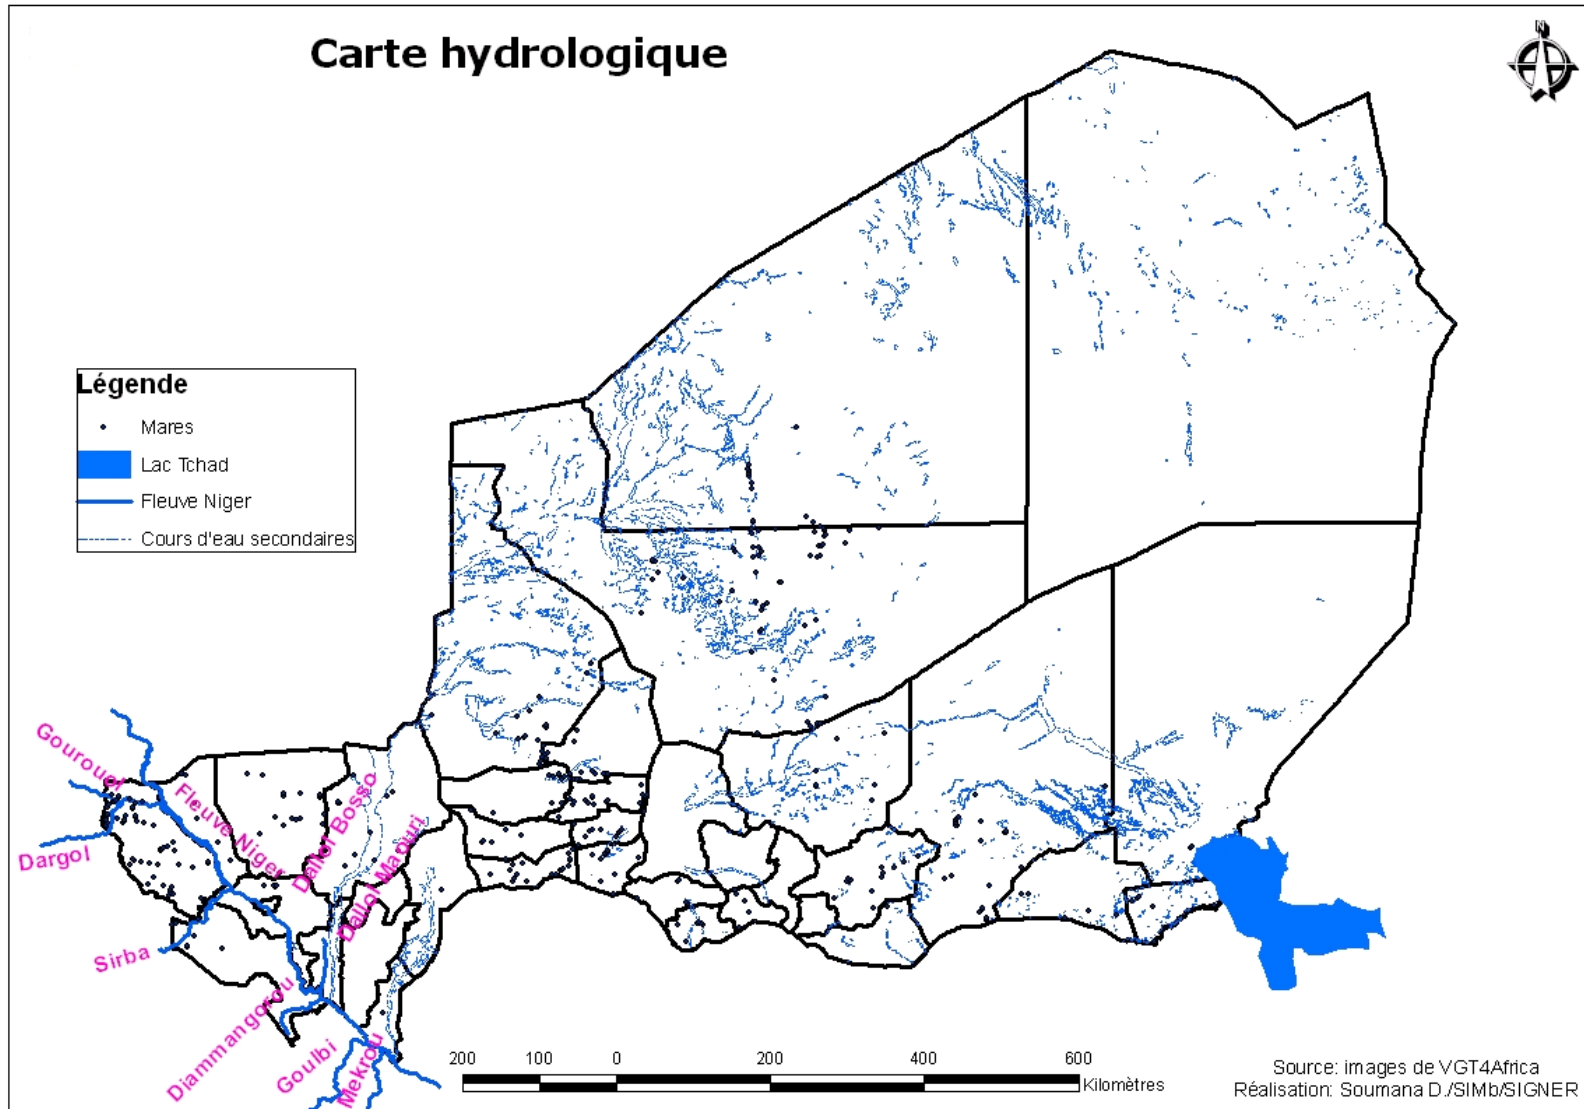 Carte hydrologique
N
Légende
Mares
Lac Tchad
Fleuve Niger
Cours d'eau secondaires
Gourouol
Fleuve Niger
Dallol Bosso
Dallol Maouri
Dargol
Sirba
Diammangorou
Goulbi
Mekrou
200 100 0 200 400 600
Kilomètres
Source: images de VGT4Africa
Réalisation: Soumana D./SIMb/SIGNER